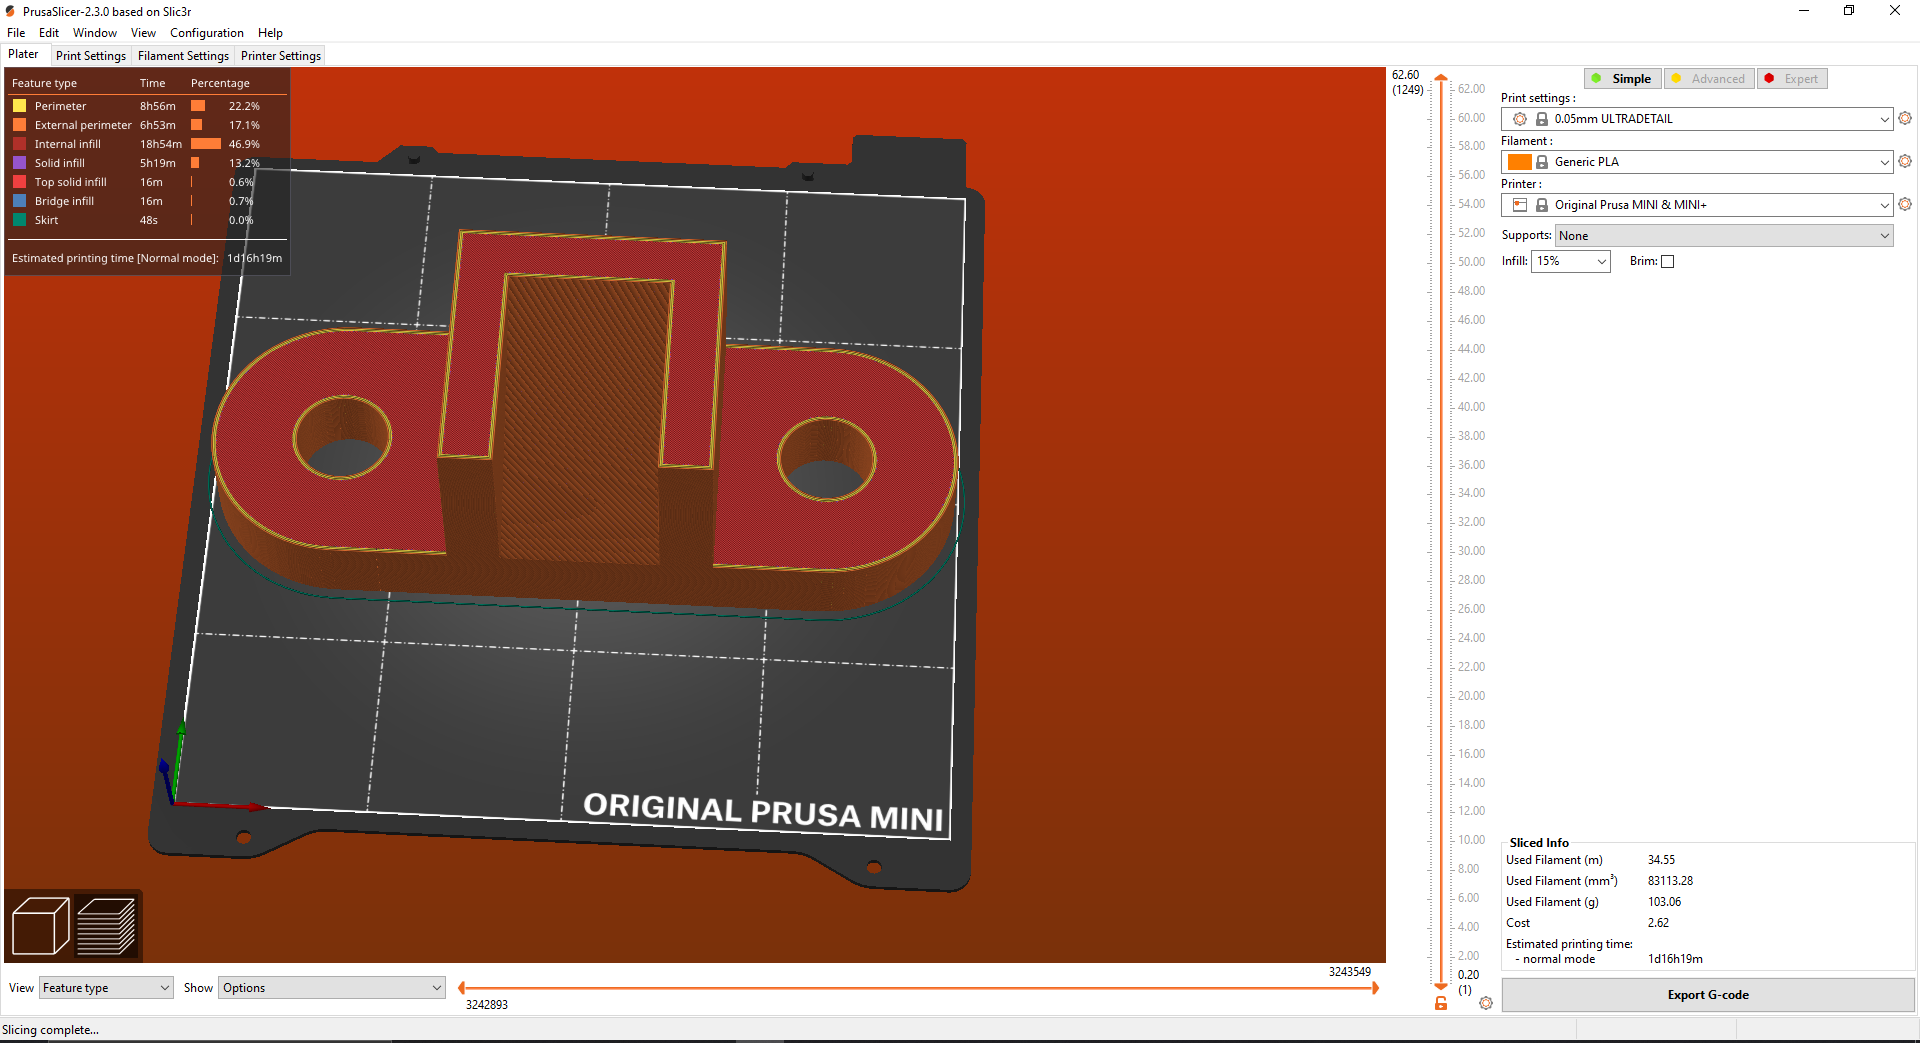 PrusaSlicer-2.3.0 based on Slic3r
File Edit Window View Configuration Help
Plater Print Settings Filament Settings Printer Settings
Feature type Time Percentage
Perimeter 8h56m 22.2%
External perimeter 6h53m 17.1%
Internal infill 18h54m 46.9%
Solid infill 5h19m 13.2%
Top solid infill 16m 0.6%
Bridge infill 16m 0.7%
Skirt 48s 0.0%
Estimated printing time [Normal mode]: 1d16h19m
ORIGINAL PRUSA MINI
62.60
(1249)
62.00
60.00
58.00
56.00
54.00
52.00
50.00
48.00
46.00
44.00
42.00
40.00
38.00
36.00
34.00
32.00
30.00
28.00
26.00
24.00
22.00
20.00
18.00
16.00
14.00
12.00
10.00
8.00
6.00
4.00
2.00
0.20
(1)
Simple Advanced Expert
Print settings :
0.05mm ULTRADETAIL
Filament :
Generic PLA
Printer :
Original Prusa MINI & MINI+
Supports: None
Infill: 15% Brim:
Sliced Info
Used Filament (m) 34.55
Used Filament (mm³) 83113.28
Used Filament (g) 103.06
Cost 2.62
Estimated printing time:
- normal mode 1d16h19m
Export G-code
View Feature type Show Options
3243549
3242893
Slicing complete...